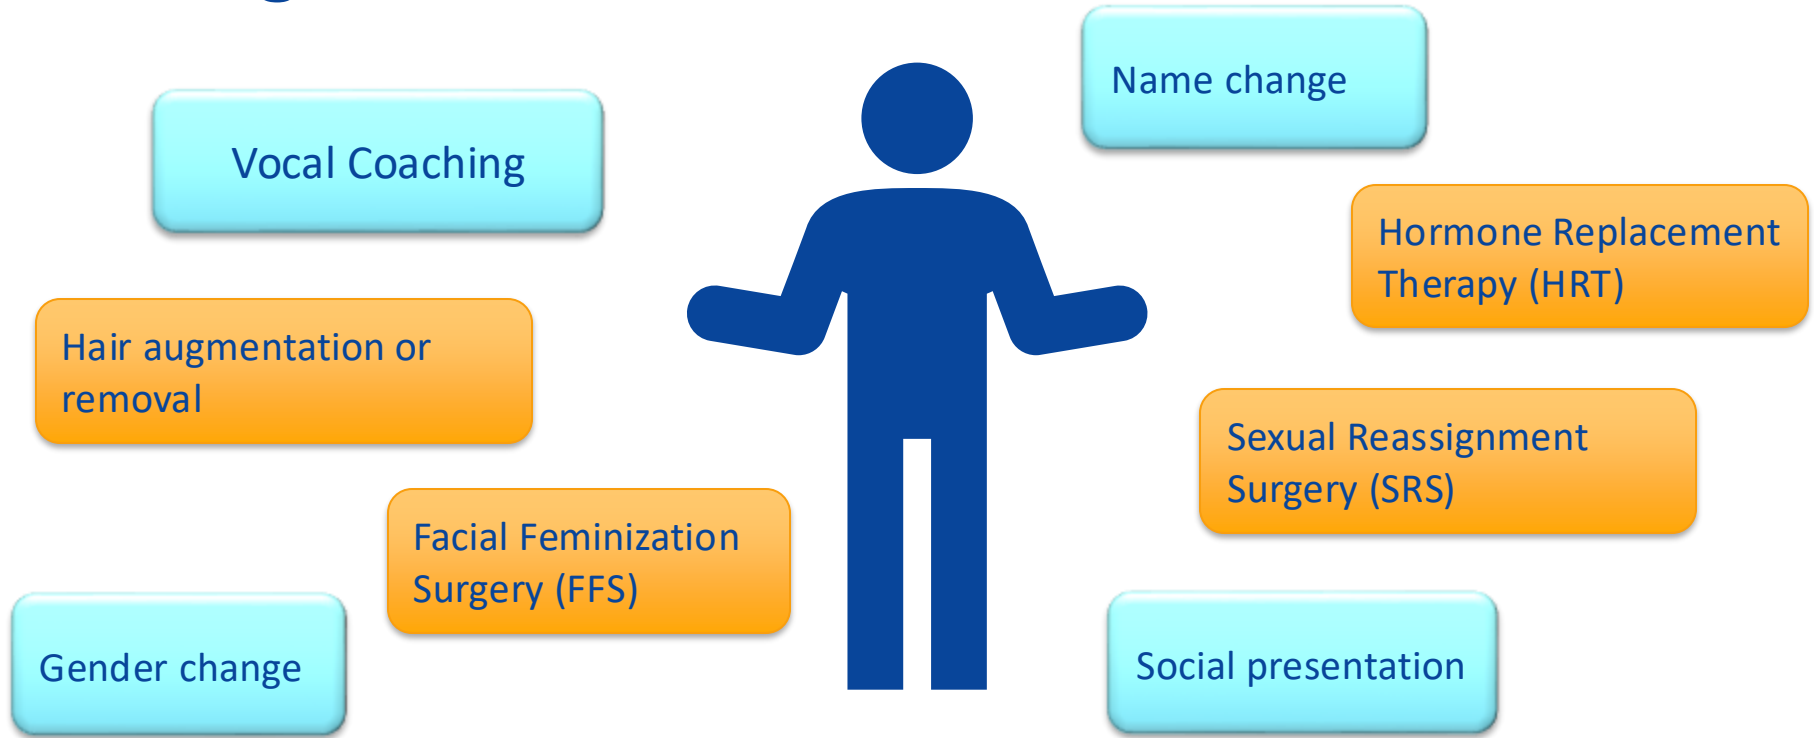 Name change
Vocal Coaching
Hormone Replacement
Therapy (HRT)
Hair augmentation or
removal
Sexual Reassignment
Surgery (SRS)
Facial Feminization
Surgery (FFS)
Gender change
Social presentation